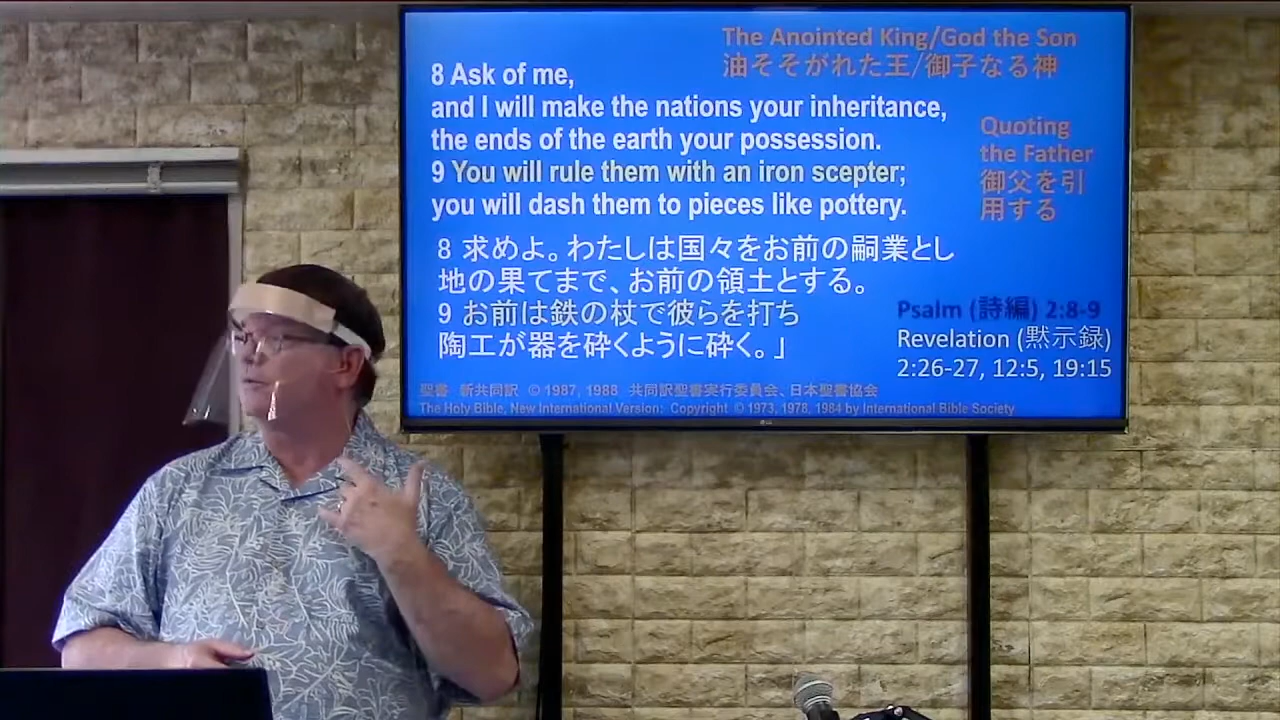 The Anointed King/God the Son
油そそがれた王/御子なる神
8 Ask of me,
and I will make the nations your inheritance,
the ends of the earth your possession.
9 You will rule them with an iron scepter;
you will dash them to pieces like pottery.
Quoting
the Father
御父を引
用する
8 求めよ。わたしは国々をお前の嗣業とし
地の果てまで、お前の領土とする。
9 お前は鉄の杖で彼らを打ち
陶工が器を砕くように砕く。」
Psalm (詩編) 2:8-9
Revelation (黙示録)
2:26-27, 12:5, 19:15
聖書 新共同訳 © 1987, 1988 共同訳聖書実行委員会、日本聖書協会
The Holy Bible, New International Version: Copyright © 1973, 1978, 1984 by International Bible Society